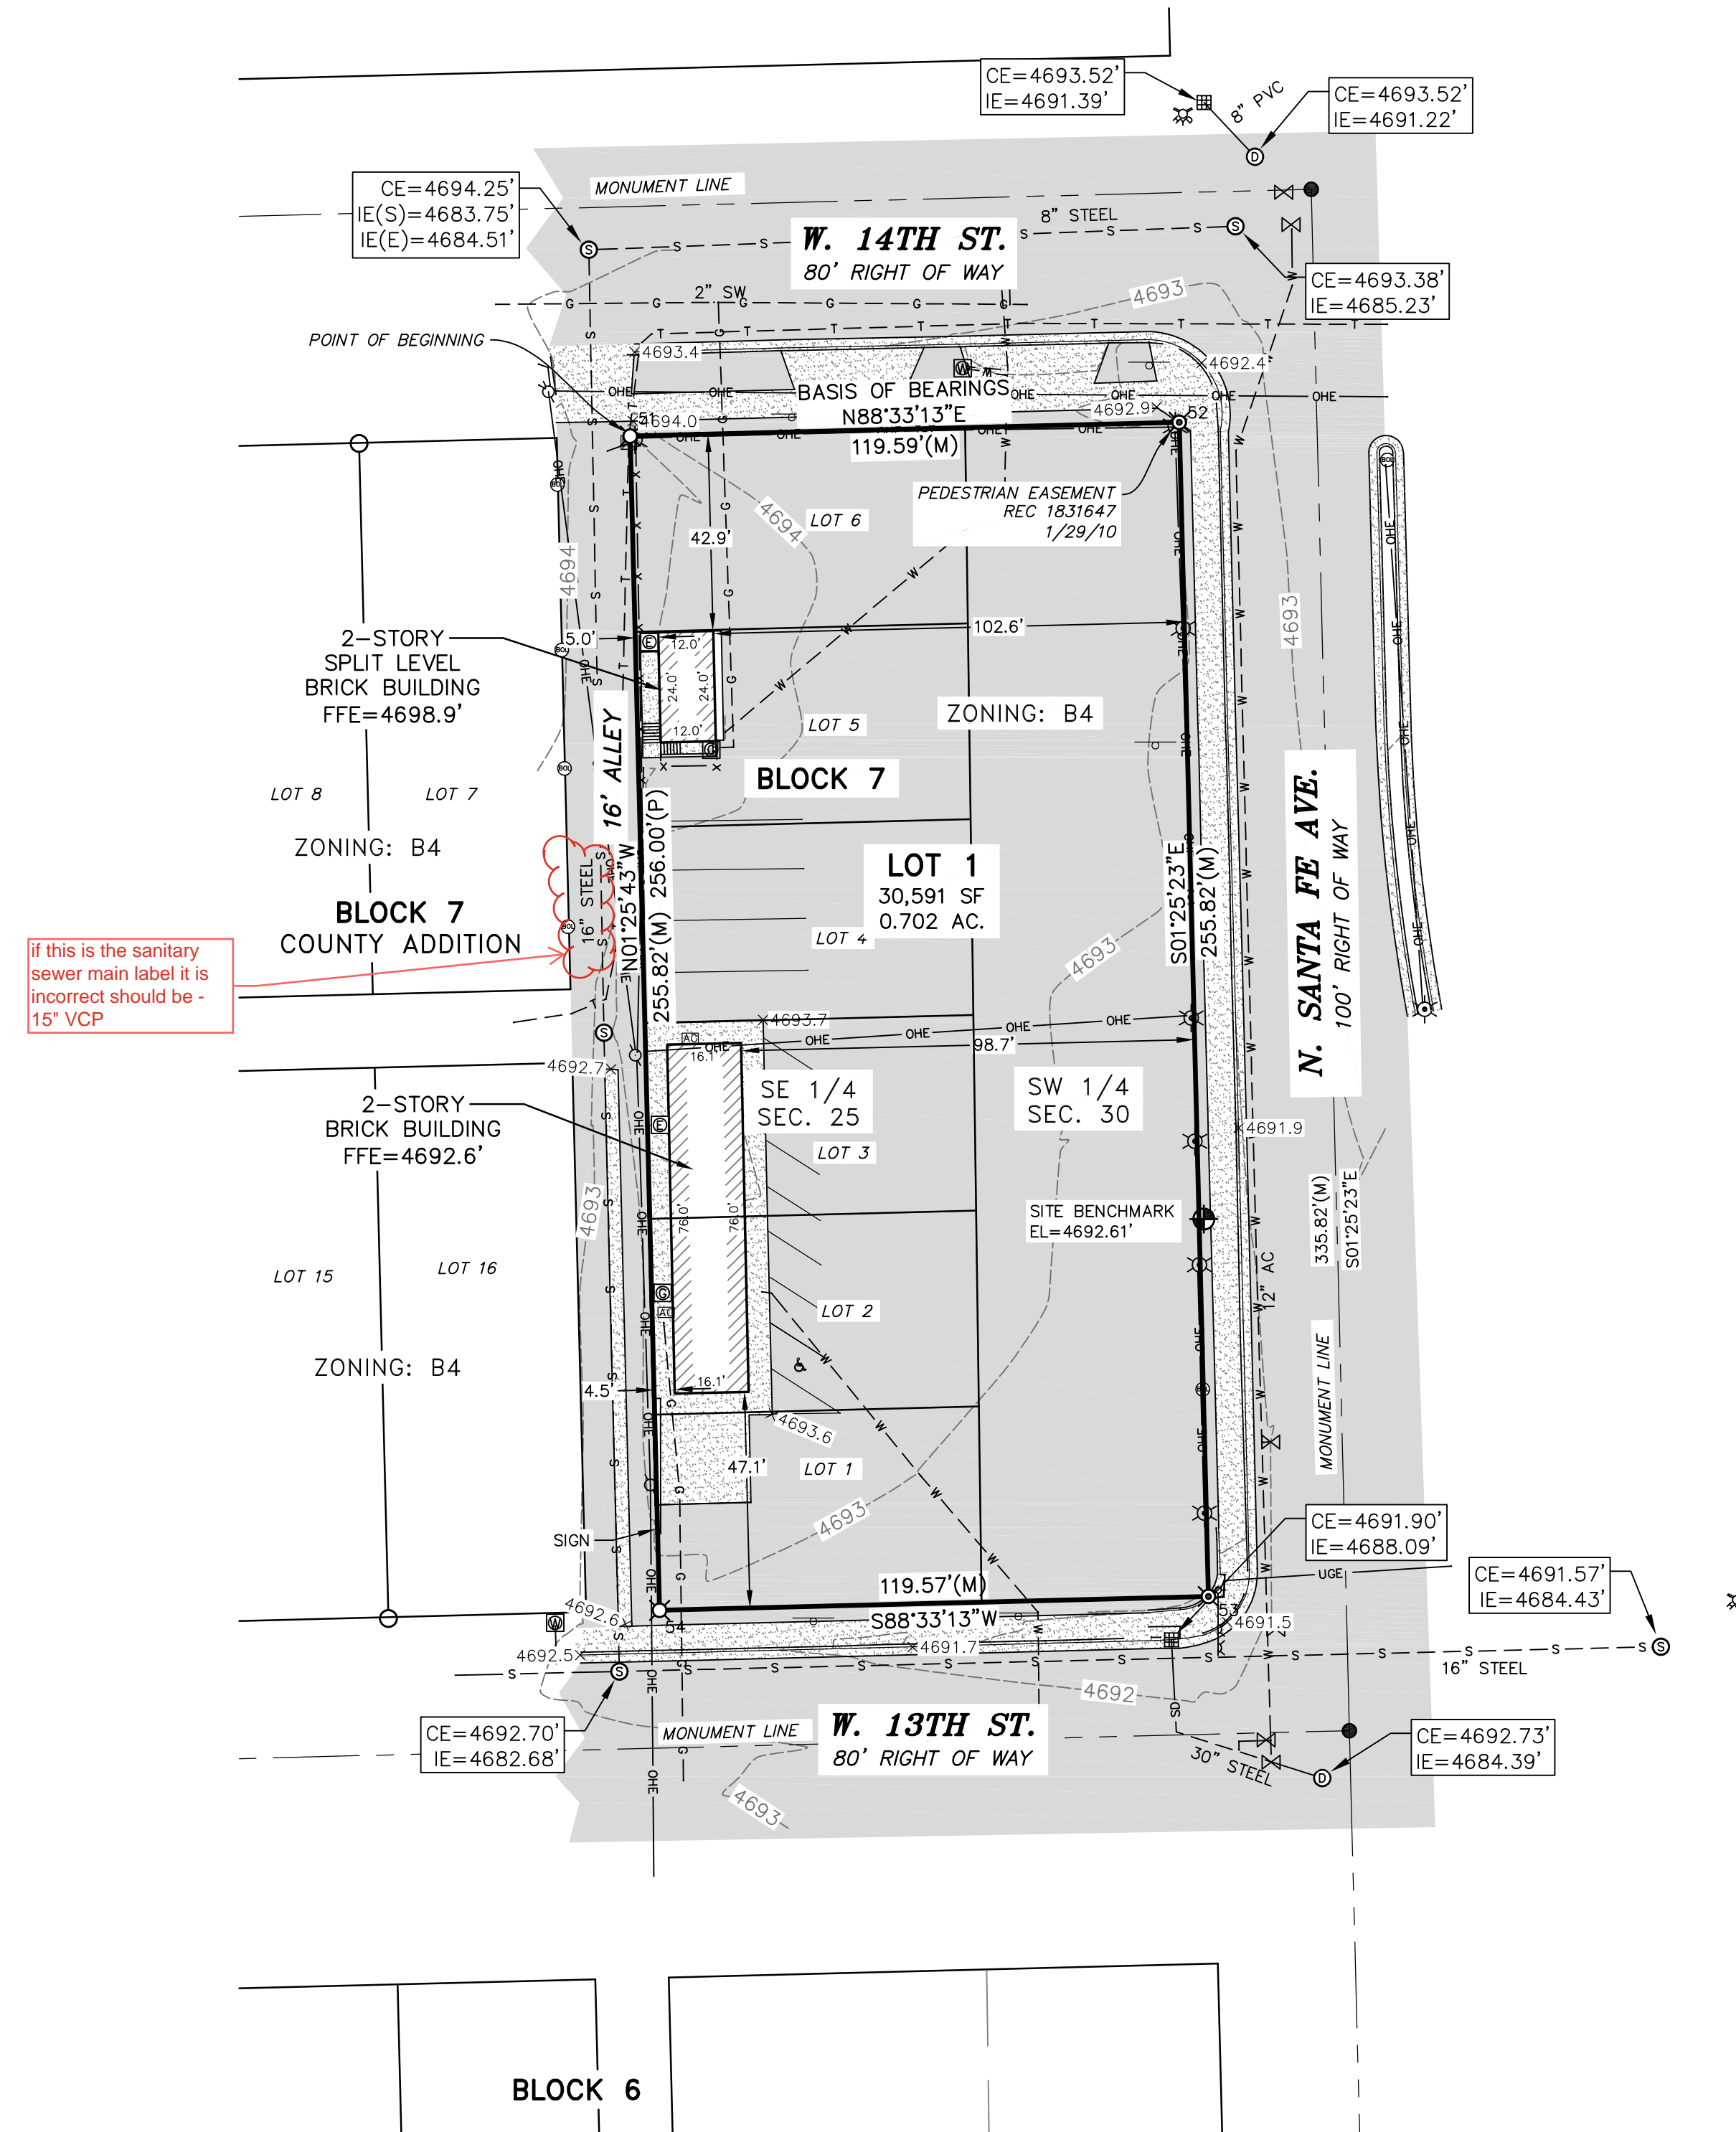 CE=4693.52'
IE=4691.39'
8" PVC
CE=4693.52'
IE=4691.22'
CE=4694.25'
IE(S)=4683.75'
IE(E)=4684.51'
MONUMENT LINE
8" STEEL
W. 14TH ST.
80' RIGHT OF WAY
CE=4693.38'
IE=4685.23'
2" SW
4693
POINT OF BEGINNING
4693.4
4692.4
BASIS OF BEARINGS
N88°33'13"E
119.59'(M)
4692.9
52
51
4694.0
PEDESTRIAN EASEMENT
REC 1831647
1/29/10
LOT 6
42.9'
4694
4694
4693
2-STORY
SPLIT LEVEL
BRICK BUILDING
FFE=4698.9'
5.0'
12.0'
24.0'
24.0'
12.0'
102.6'
ZONING: B4
LOT 5
BLOCK 7
16' ALLEY
LOT 8
LOT 7
ZONING: B4
BLOCK 7
COUNTY ADDITION
16" STEEL
N01°25'43"W
255.82'(M) 256.00'(P)
LOT 1
30,591 SF
0.702 AC.
LOT 4
4693
S01°25'23"E
255.82'(M)
N. SANTA FE AVE.
100' RIGHT OF WAY
if this is the sanitary
sewer main label it is
incorrect should be -
15" VCP
4693.7
AC
16.1'
98.7'
4692.7
2-STORY
BRICK BUILDING
FFE=4692.6'
SE 1/4
SEC. 25
SW 1/4
SEC. 30
4691.9
LOT 3
4693
76.0'
76.0'
SITE BENCHMARK
EL=4692.61'
335.82'(M)
S01°25'23"E
LOT 15
LOT 16
12" AC
AC
LOT 2
ZONING: B4
MONUMENT LINE
4.5'
16.1'
4693.6
47.1'
LOT 1
4693
SIGN
CE=4691.90'
IE=4688.09'
UGE
CE=4691.57'
IE=4684.43'
119.57'(M)
S88°33'13"W
4692.6
54
53
4691.5
4692.5
4691.7
16" STEEL
4692
SD
CE=4692.70'
IE=4682.68'
MONUMENT LINE
W. 13TH ST.
80' RIGHT OF WAY
30" STEEL
CE=4692.73'
IE=4684.39'
4693
BLOCK 6